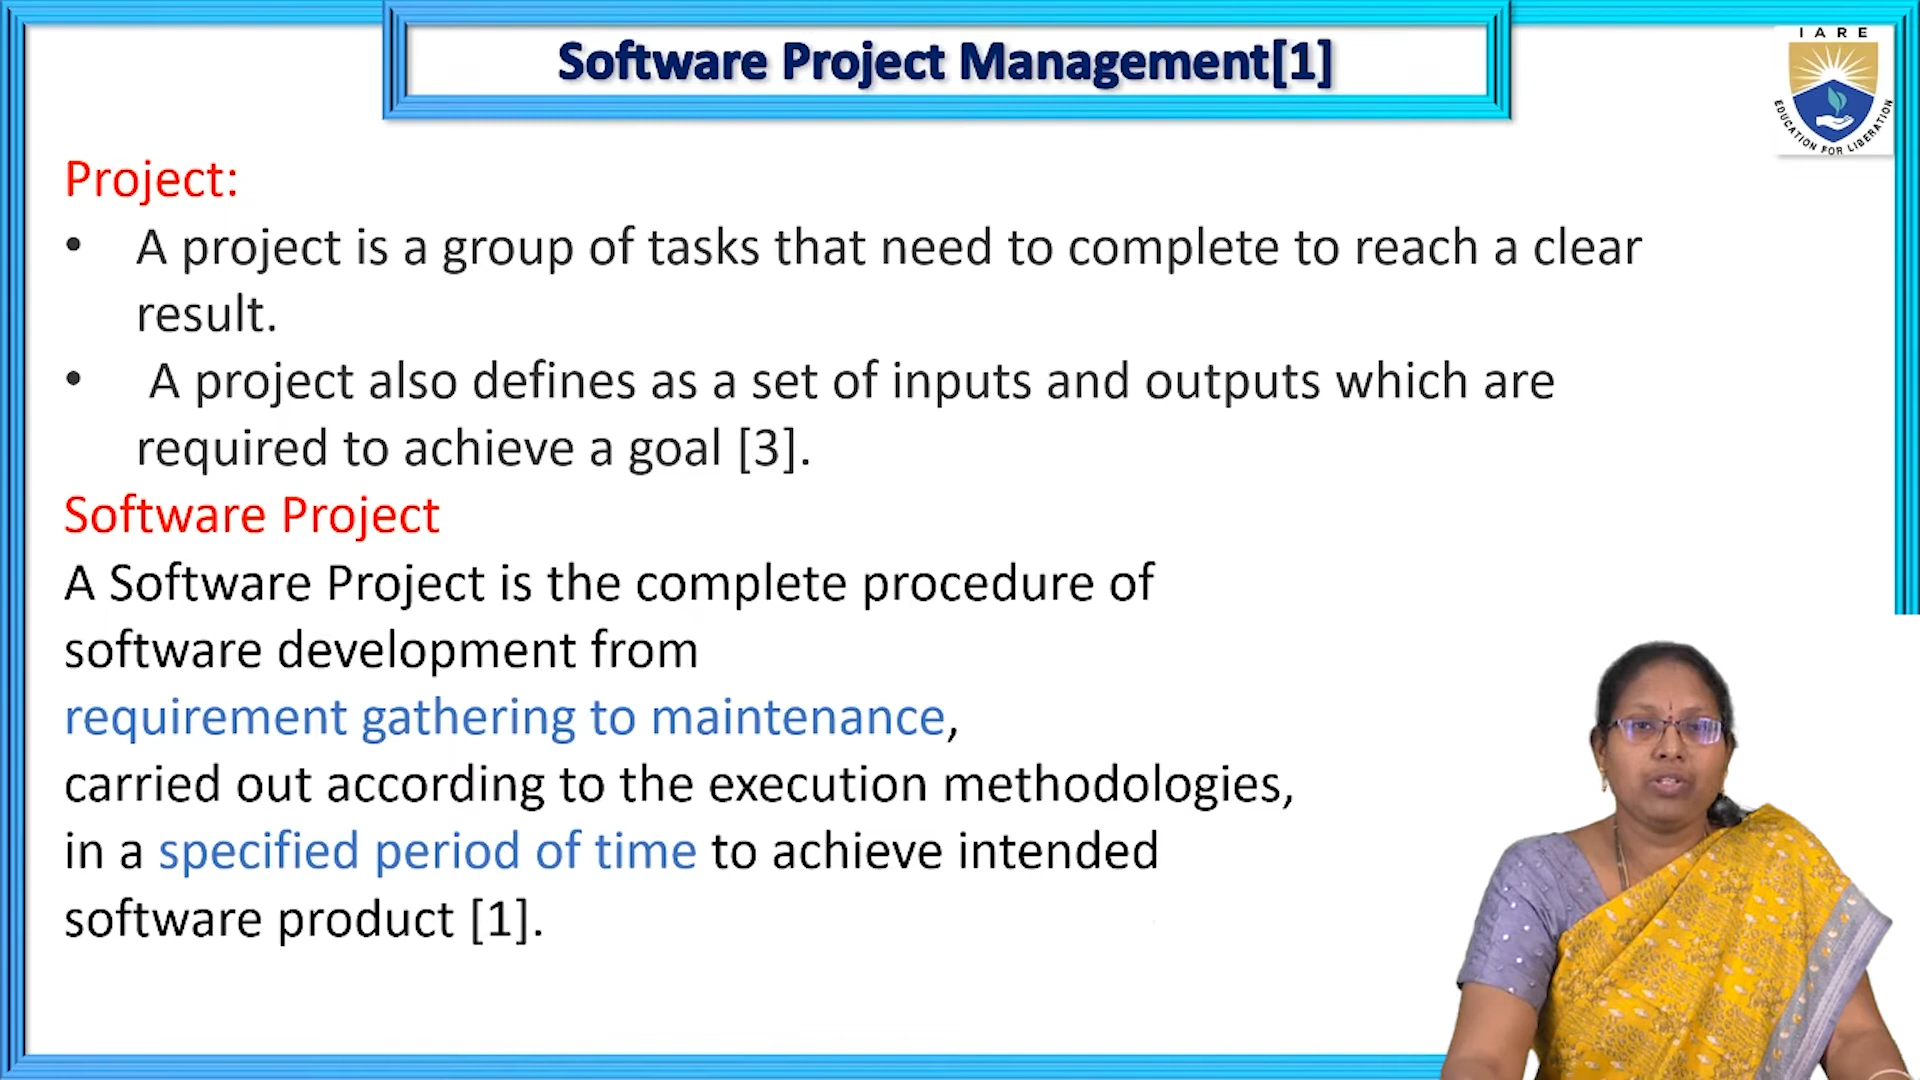 Software Project Management[1]
IARE
EDUCATION FOR LIBERATION
Project:
• A project is a group of tasks that need to complete to reach a clear
result.
• A project also defines as a set of inputs and outputs which are
required to achieve a goal [3].
Software Project
A Software Project is the complete procedure of
software development from
requirement gathering to maintenance,
carried out according to the execution methodologies,
in a specified period of time to achieve intended
software product [1].